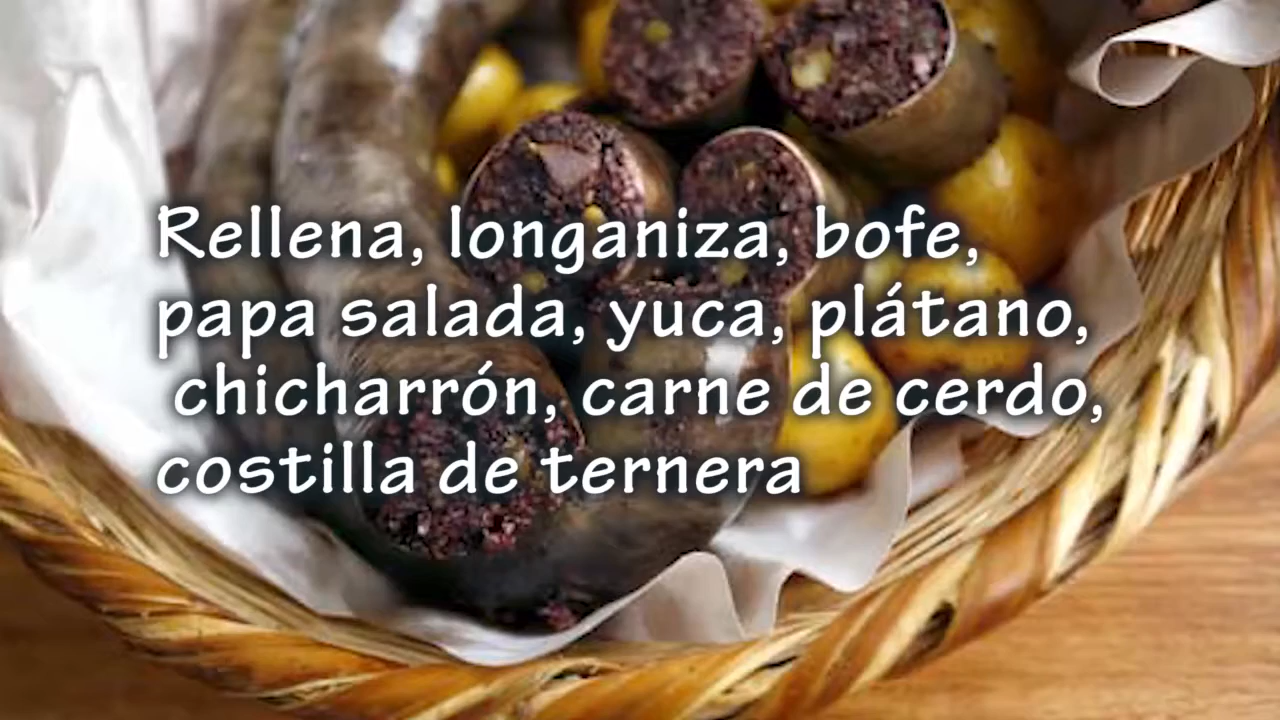 Rellena, longaniza, bofe,
papa salada, yuca, plátano,
chicharrón, carne de cerdo,
costilla de ternera